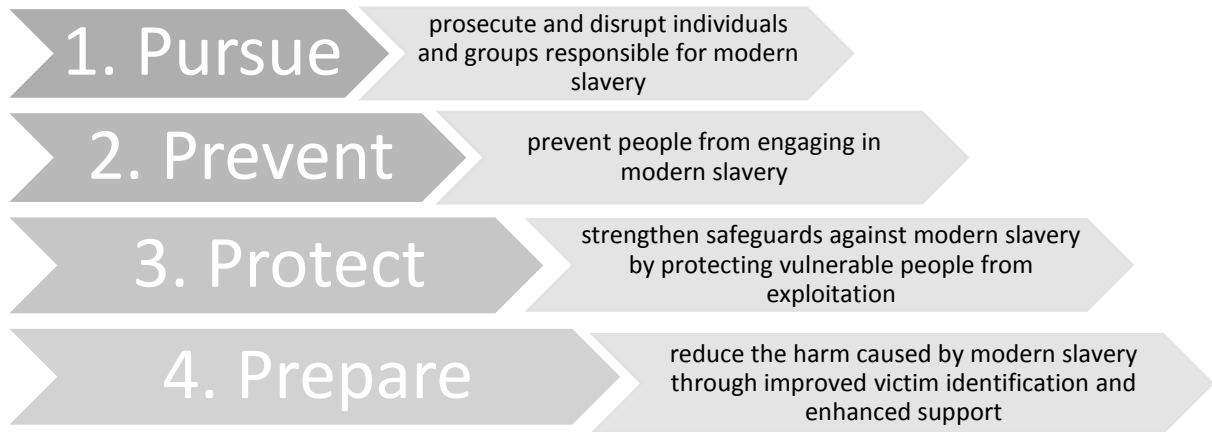 1. Pursue
prosecute and disrupt individuals
and groups responsible for modern
slavery
2. Prevent
prevent people from engaging in
modern slavery
3. Protect
strengthen safeguards against modern slavery
by protecting vulnerable people from
exploitation
4. Prepare
reduce the harm caused by modern slavery
through improved victim identification and
enhanced support